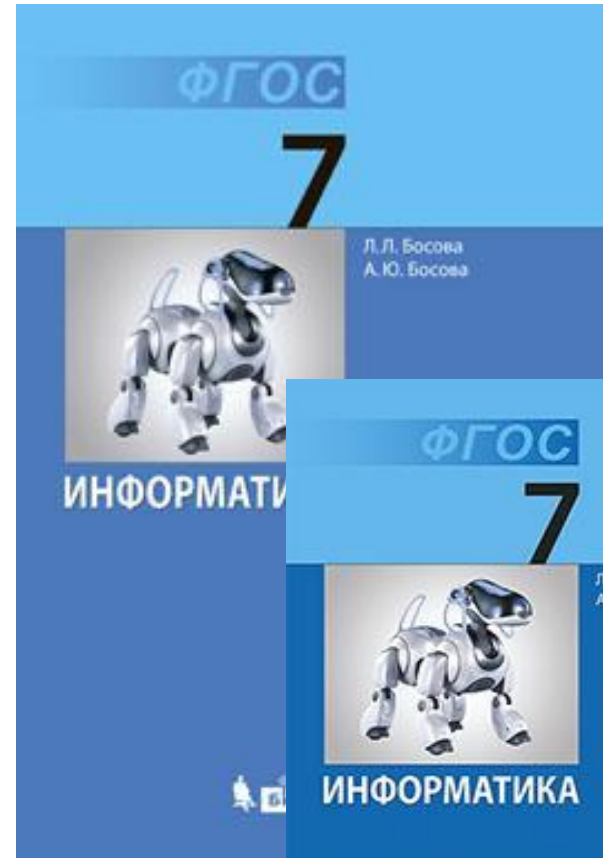 ФГОС
7
Л.Л. Босова
А.Ю. Босова
ИНФОРМАТИ
ФГОС
7
ИНФОРМАТИКА